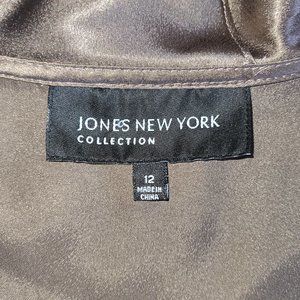 JONES NEW YORK
COLLECTION
12
MADE IN
CHINA